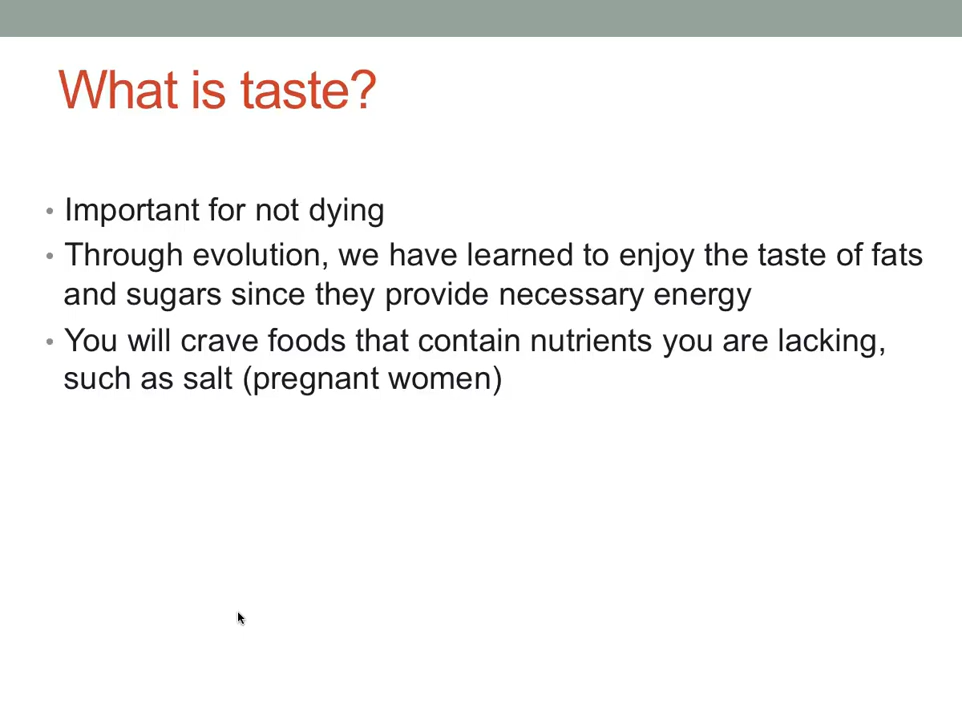 What is taste?
• Important for not dying
• Through evolution, we have learned to enjoy the taste of fats
and sugars since they provide necessary energy
• You will crave foods that contain nutrients you are lacking,
such as salt (pregnant women)